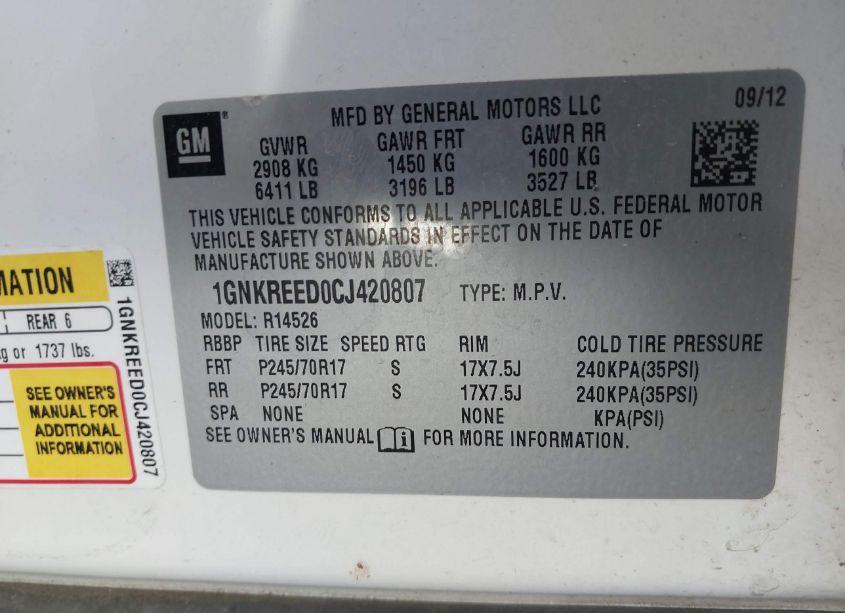 GM
MFD BY GENERAL MOTORS LLC
09/12
GVWR GAWR FRT GAWR RR
2908 KG 1450 KG 1600 KG
6411 LB 3196 LB 3527 LB
THIS VEHICLE CONFORMS TO ALL APPLICABLE U.S. FEDERAL MOTOR
VEHICLE SAFETY STANDARDS IN EFFECT ON THE DATE OF
MANUFACTURE SHOWN ABOVE.
1GNKREED0CJ420807 TYPE: M.P.V.
MODEL: R14526
RBBP TIRE SIZE SPEED RTG RIM COLD TIRE PRESSURE
FRT P245/70R17 S 17X7.5J 240KPA(35PSI)
RR P245/70R17 S 17X7.5J 240KPA(35PSI)
SPA NONE NONE KPA(PSI)
SEE OWNER'S MANUAL FOR MORE INFORMATION.
REAR 6
or 1737 lbs.
SEE OWNER'S
MANUAL FOR
ADDITIONAL
INFORMATION
1GNKREED0CJ420807